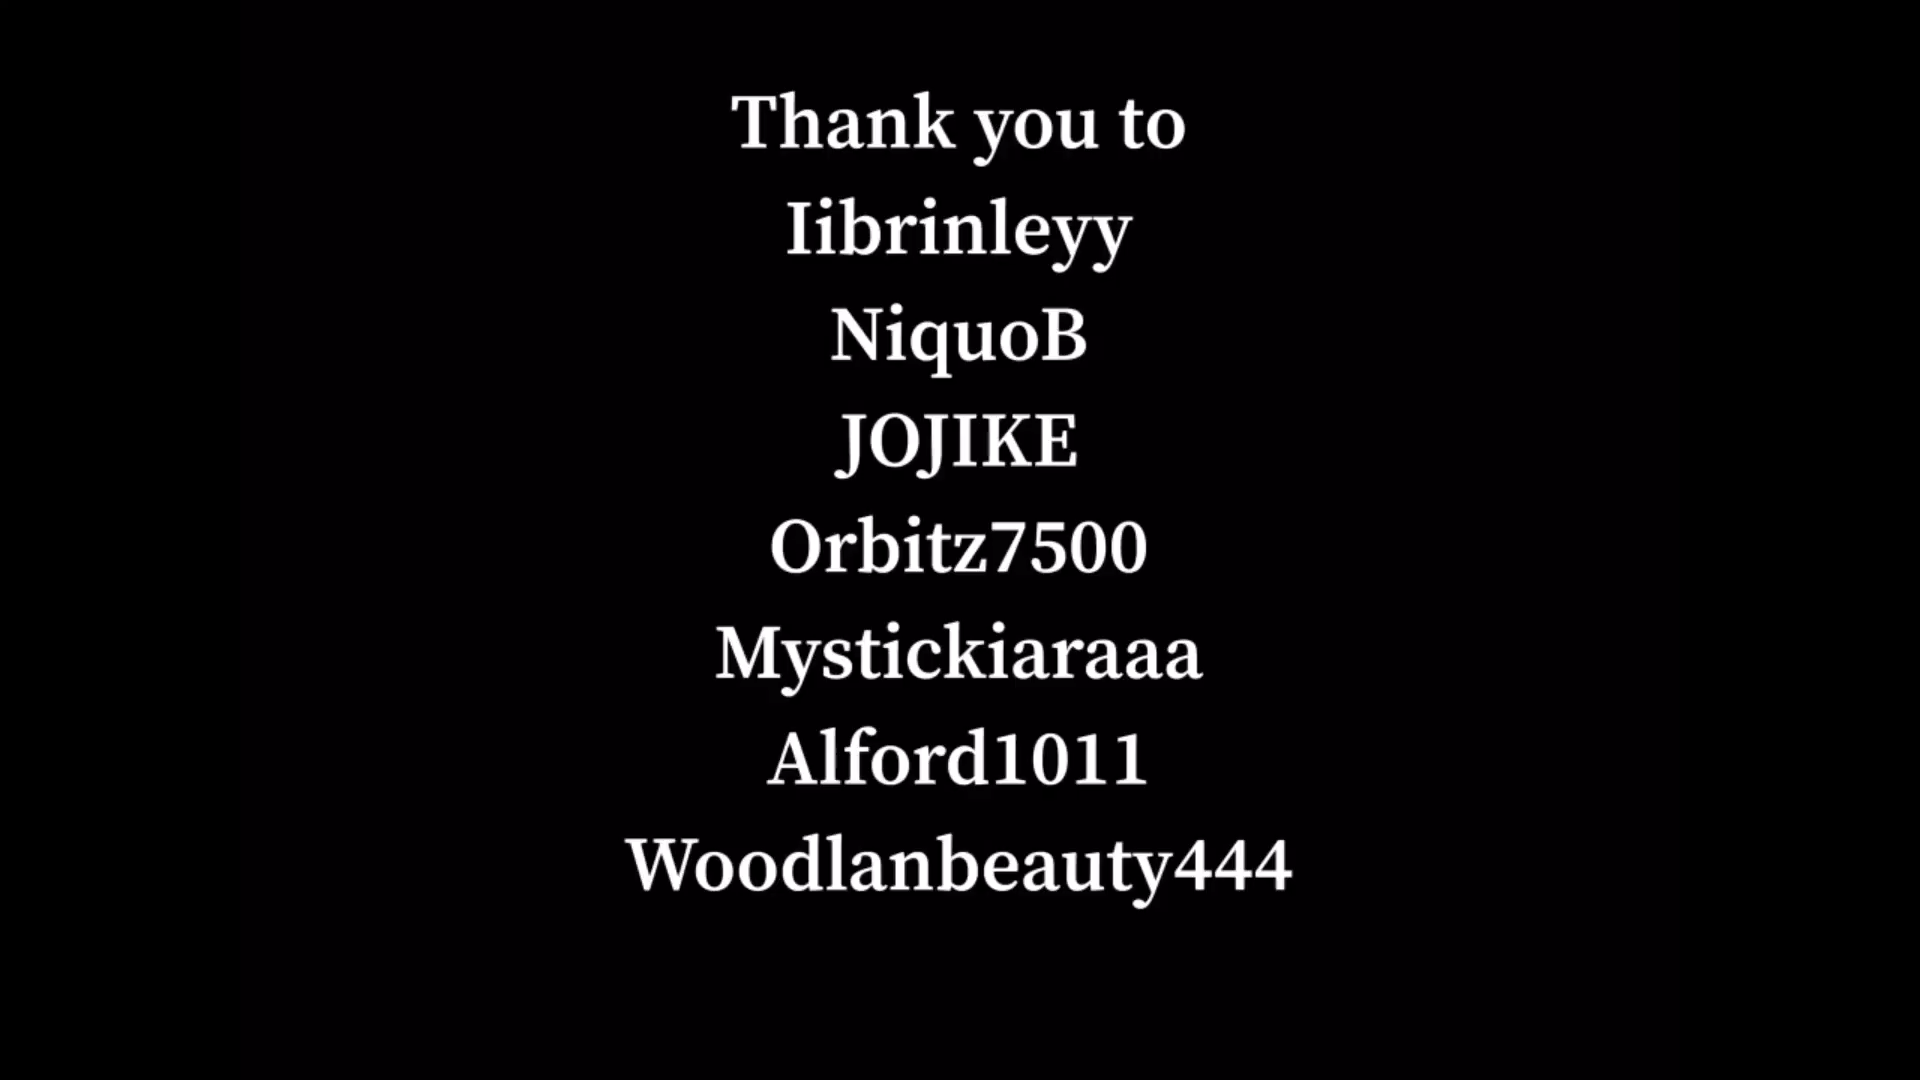 Thank you to
Iibrinleyy
NiquoB
JOJIKE
Orbitz7500
Mystickiaraaa
Alford1011
Woodlanbeauty444